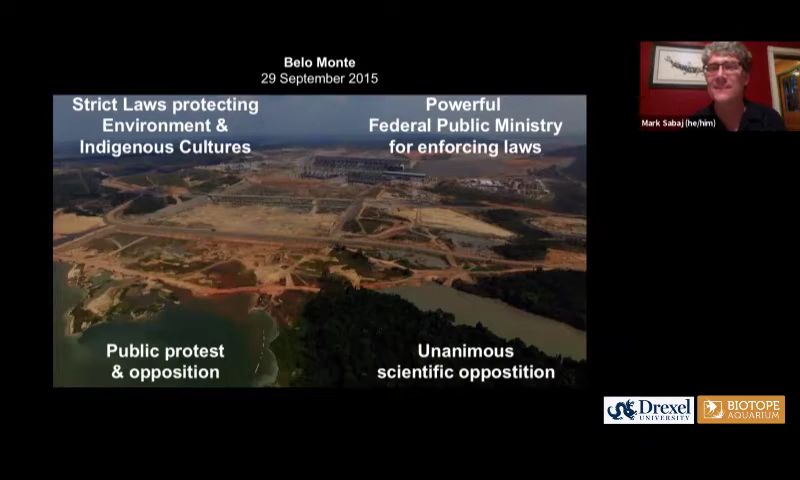 Belo Monte
29 September 2015
Strict Laws protecting
Environment &
Indigenous Cultures
Powerful
Federal Public Ministry
for enforcing laws
Public protest
& opposition
Unanimous
scientific oppostition
Mark Sabaj (he/him)
Drexel
UNIVERSITY
BIOTOPE
AQUARIUM